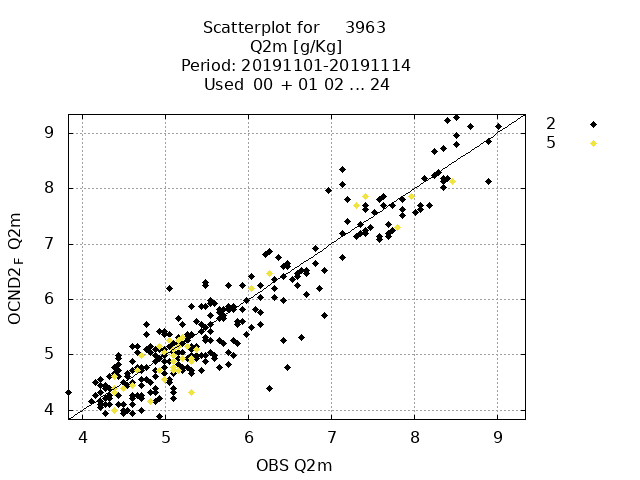 Scatterplot for 3963
Q2m [g/Kg]
Period: 20191101-20191114
Used 00 + 01 02 ... 24
2
5
9
8
7
6
5
4
OCND2_F Q2m
4 5 6 7 8 9
OBS Q2m